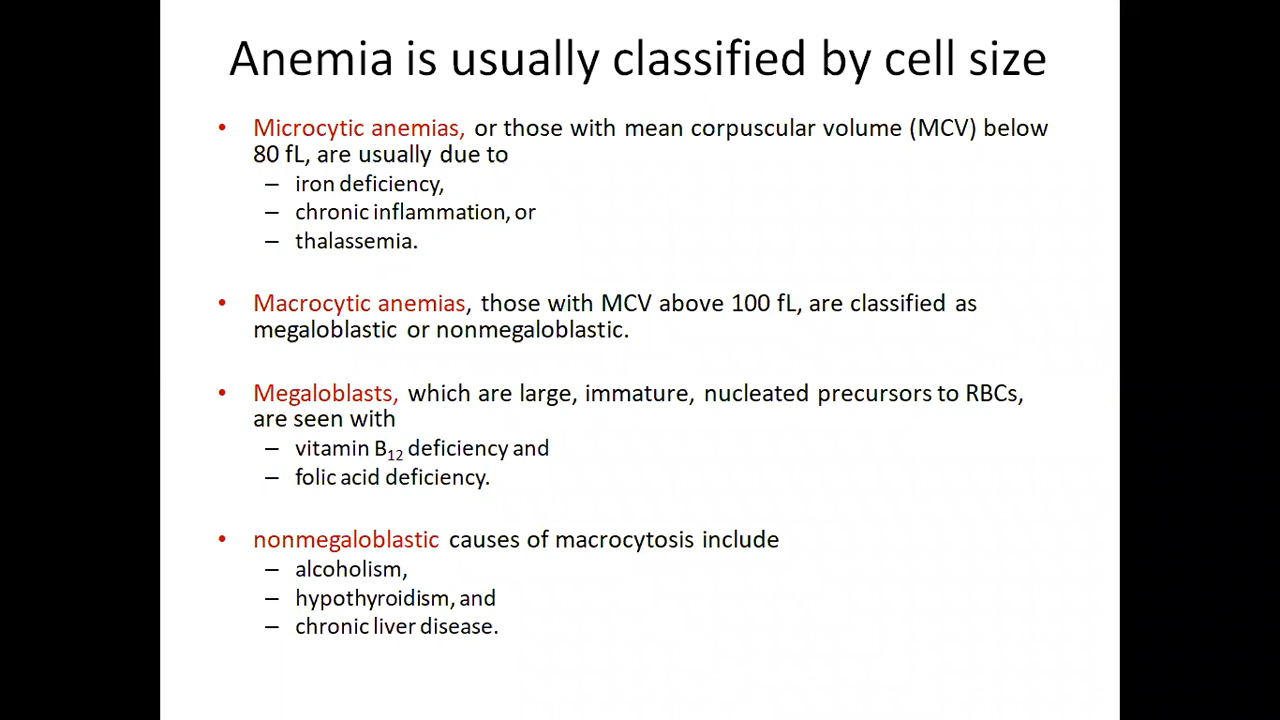 Anemia is usually classified by cell size
• Microcytic anemias, or those with mean corpuscular volume (MCV) below
80 fL, are usually due to
– iron deficiency,
– chronic inflammation, or
– thalassemia.
• Macrocytic anemias, those with MCV above 100 fL, are classified as
megaloblastic or nonmegaloblastic.
• Megaloblasts, which are large, immature, nucleated precursors to RBCs,
are seen with
– vitamin B₁₂ deficiency and
– folic acid deficiency.
• nonmegaloblastic causes of macrocytosis include
– alcoholism,
– hypothyroidism, and
– chronic liver disease.